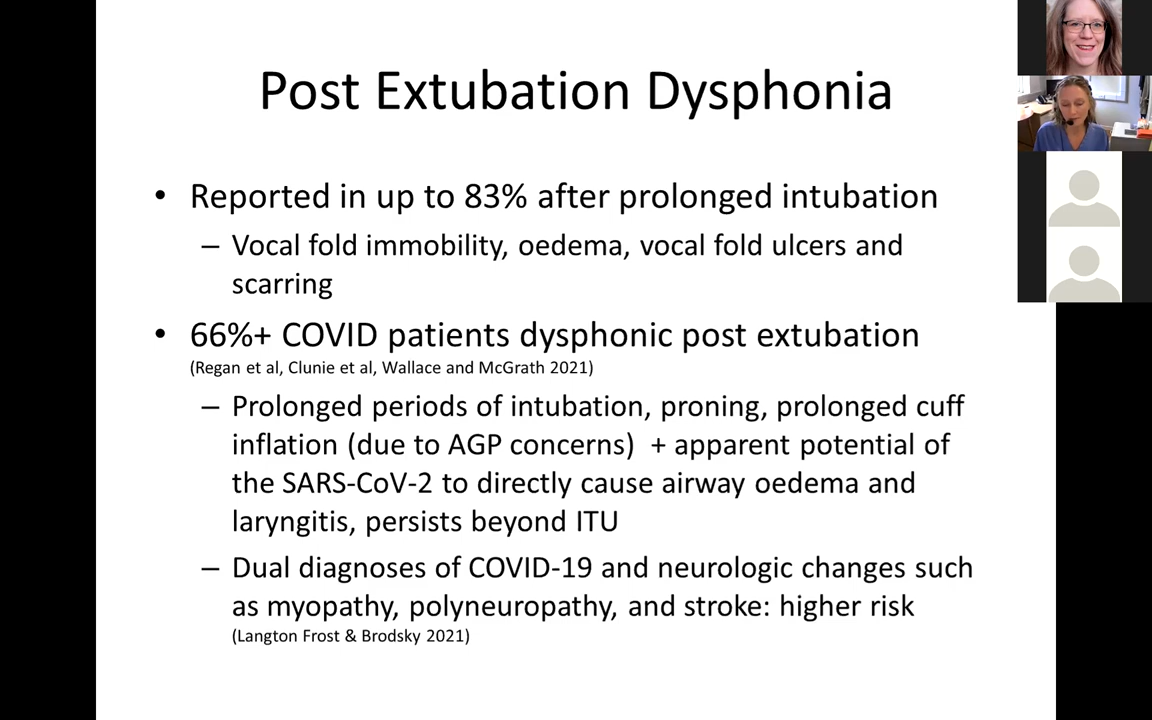 Post Extubation Dysphonia
• Reported in up to 83% after prolonged intubation
– Vocal fold immobility, oedema, vocal fold ulcers and
scarring
• 66%+ COVID patients dysphonic post extubation
(Regan et al, Clunie et al, Wallace and McGrath 2021)
– Prolonged periods of intubation, proning, prolonged cuff
inflation (due to AGP concerns) + apparent potential of
the SARS-CoV-2 to directly cause airway oedema and
laryngitis, persists beyond ITU
– Dual diagnoses of COVID-19 and neurologic changes such
as myopathy, polyneuropathy, and stroke: higher risk
(Langton Frost & Brodsky 2021)